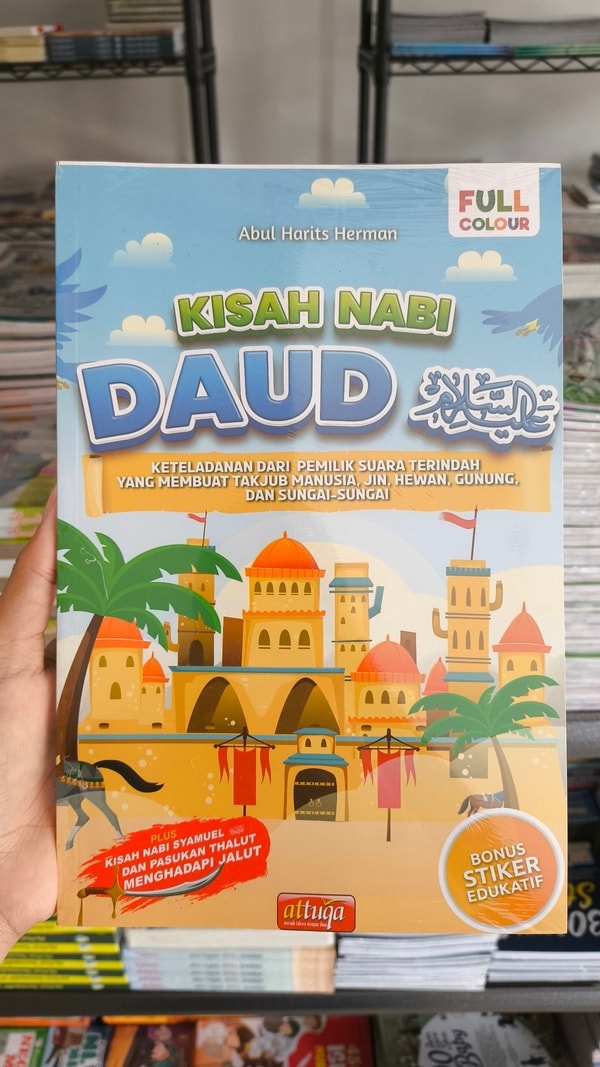 FULL
COLOUR
Abul Harits Herman
KISAH NABI
DAUD عليه السلام
KETELADANAN DARI PEMILIK SUARA TERINDAH
YANG MEMBUAT TAKJUB MANUSIA, JIN, HEWAN, GUNUNG,
DAN SUNGAI-SUNGAI
PLUS
KISAH NABI SYAMUEL
DAN PASUKAN THALUT
MENGHADAPI JALUT
BONUS
STIKER
EDUKATIF
attuqa